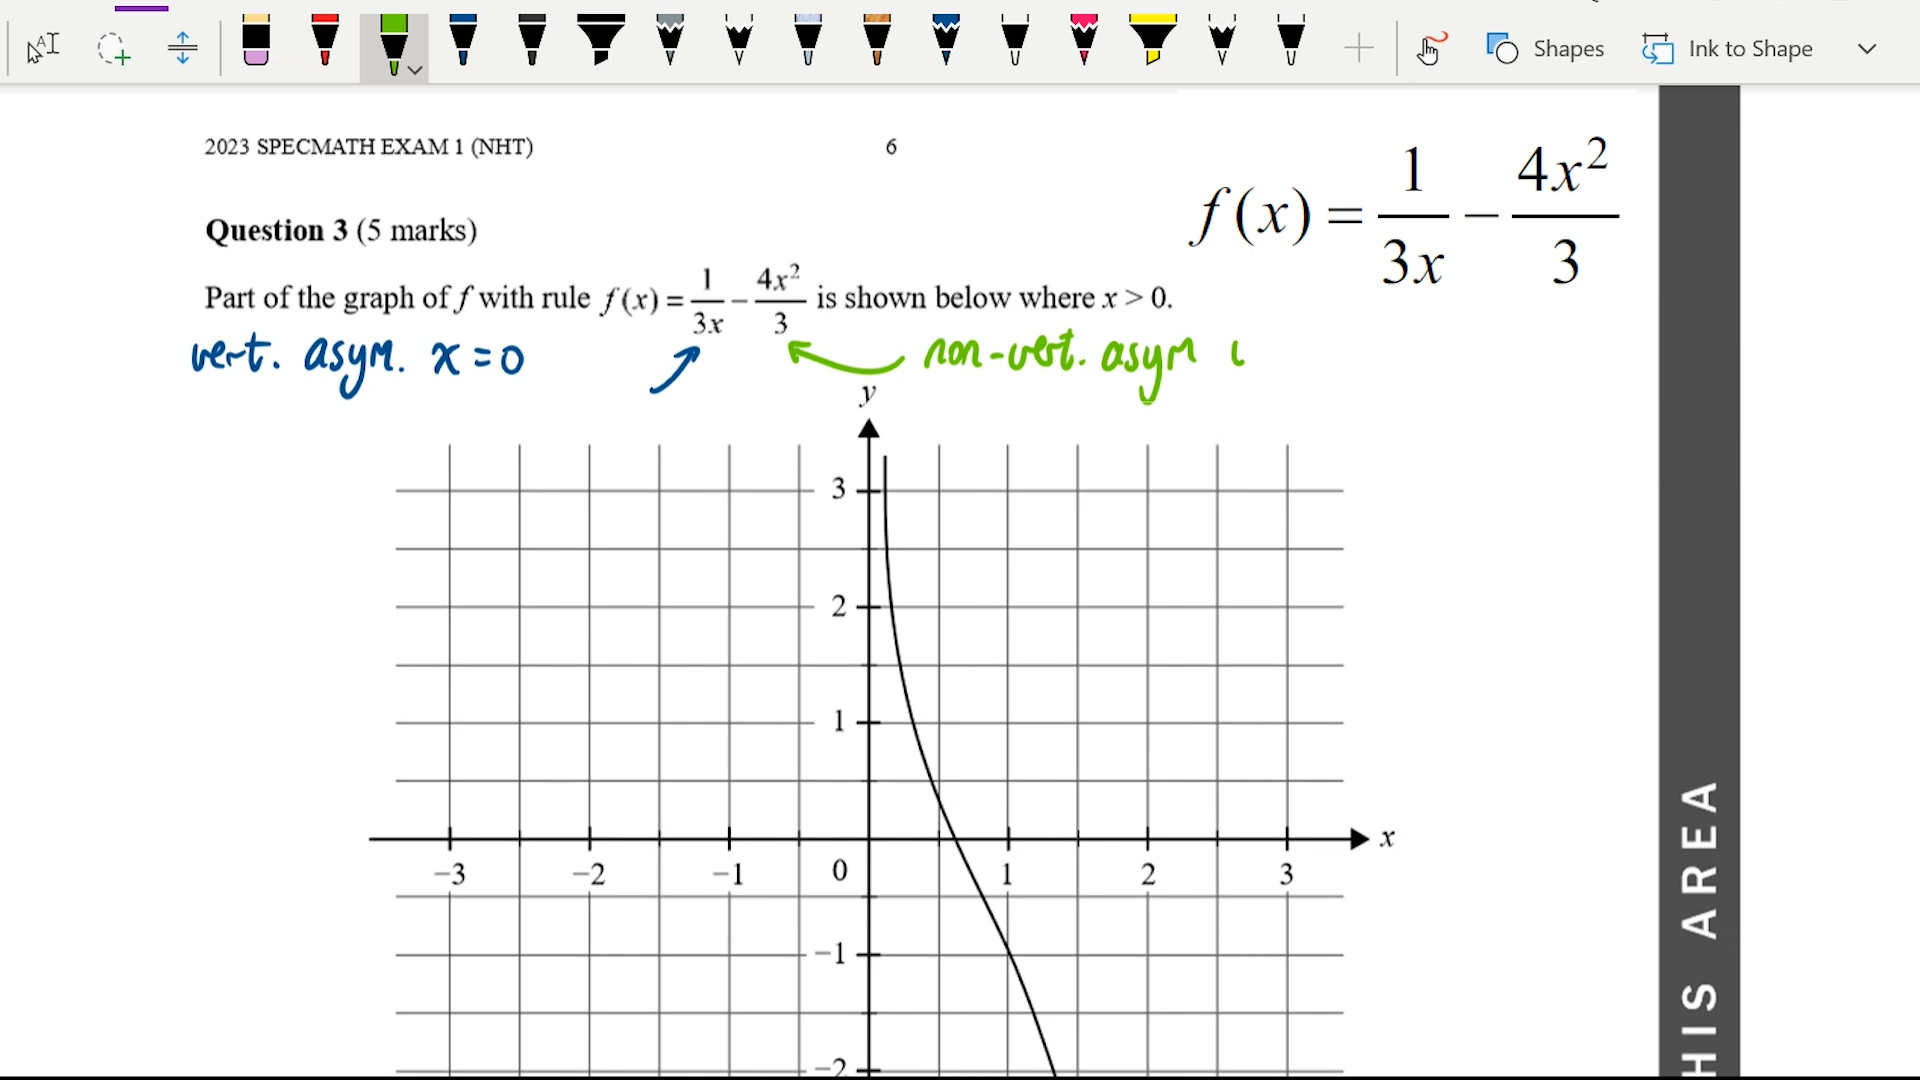 Shapes
Ink to Shape
2023 SPECMATH EXAM 1 (NHT)
6
f(x) = 1/3x − 4x²/3
Question 3 (5 marks)
Part of the graph of f with rule f(x) = 1/3x − 4x²/3 is shown below where x > 0.
vert. asym. x = 0
non-vert. asym
y
3
2
1
x
−3 −2 −1 0 1 2 3
−1
−2
HIS AREA